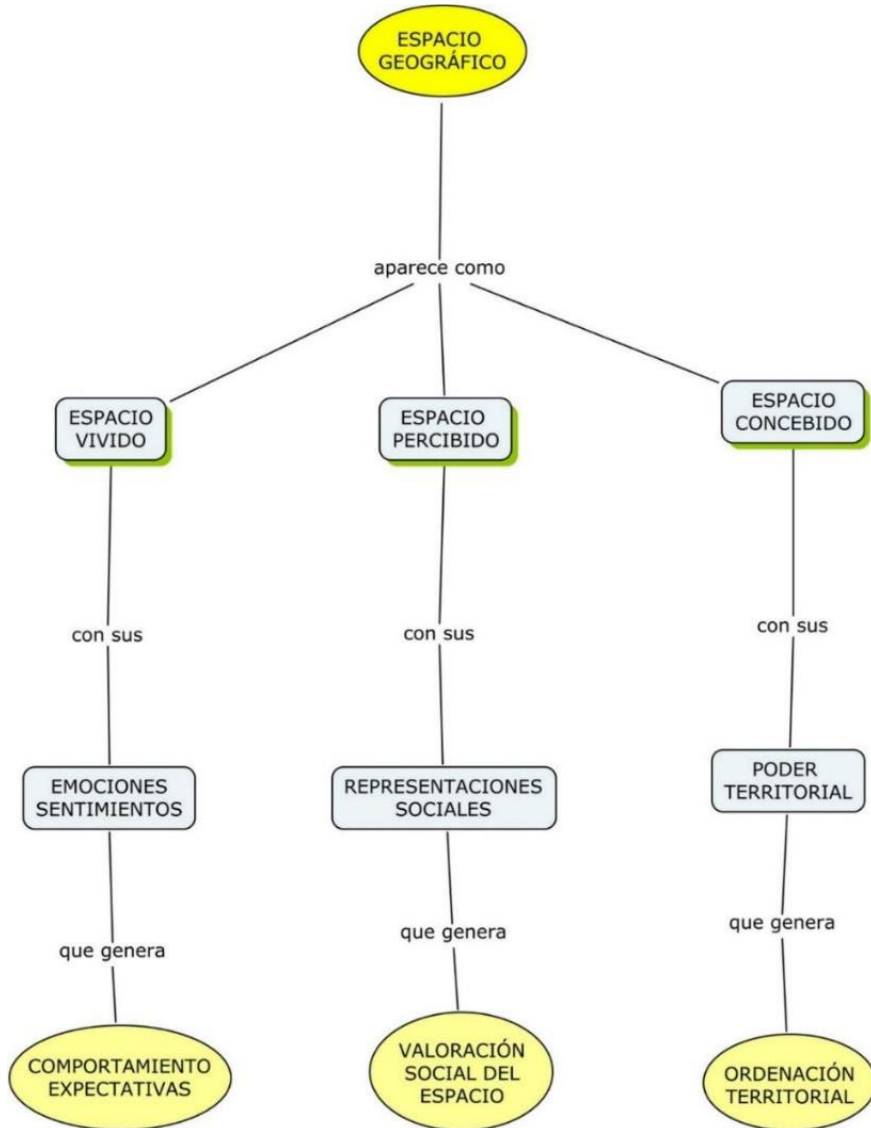 ESPACIO
GEOGRÁFICO
aparece como
ESPACIO
VIVIDO
ESPACIO
PERCIBIDO
ESPACIO
CONCEBIDO
con sus
con sus
con sus
EMOCIONES
SENTIMIENTOS
REPRESENTACIONES
SOCIALES
PODER
TERRITORIAL
que genera
que genera
que genera
COMPORTAMIENTO
EXPECTATIVAS
VALORACIÓN
SOCIAL DEL
ESPACIO
ORDENACIÓN
TERRITORIAL